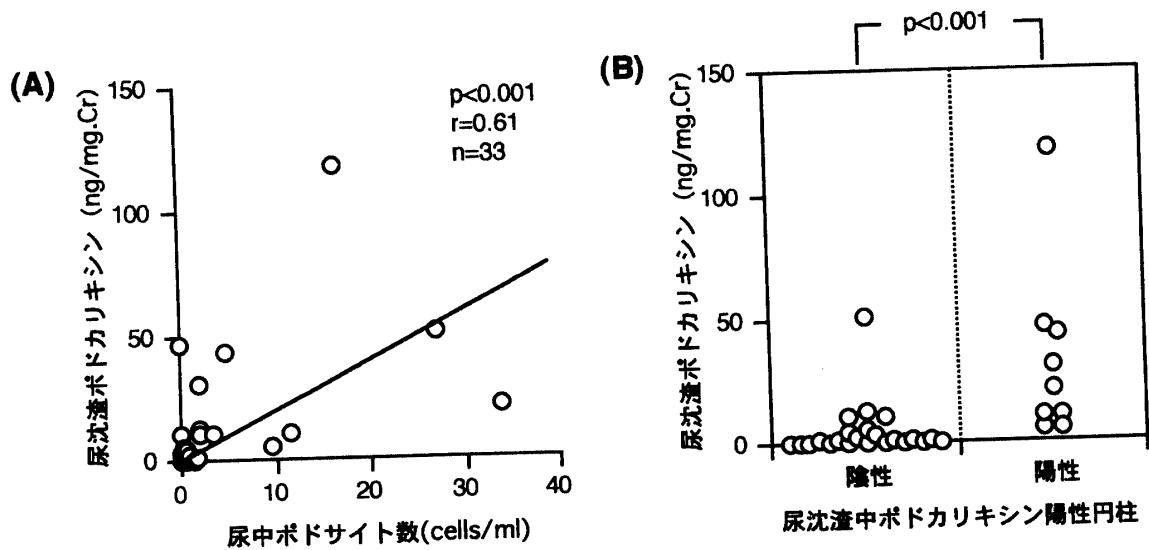 (A)
尿沈渣ポドカリキシン (ng/mg.Cr)
150
100
50
0
p<0.001
r=0.61
n=33
0 10 20 30 40
尿中ポドサイト数(cells/ml)
(B)
p<0.001
尿沈渣ポドカリキシン (ng/mg.Cr)
150
100
50
0
陰性 陽性
尿沈渣中ポドカリキシン陽性円柱